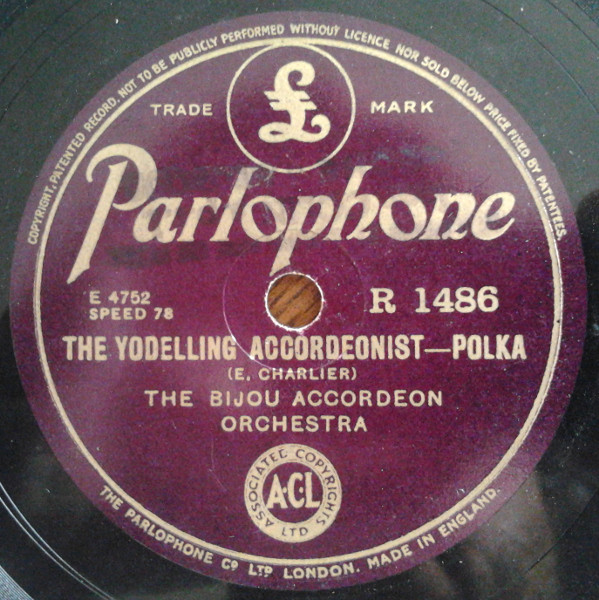 COPYRIGHT, PATENTED RECORD, NOT TO BE PUBLICLY PERFORMED WITHOUT LICENCE NOR SOLD BELOW PRICE FIXED BY PATENTEES.
£
TRADE MARK
Parlophone
E 4752
SPEED 78
R 1486
THE YODELLING ACCORDEONIST—POLKA
(E. CHARLIER)
THE BIJOU ACCORDEON
ORCHESTRA
ASSOCIATED COPYRIGHTS
A·C·L
LTD
THE PARLOPHONE Cº LTD LONDON. MADE IN ENGLAND.